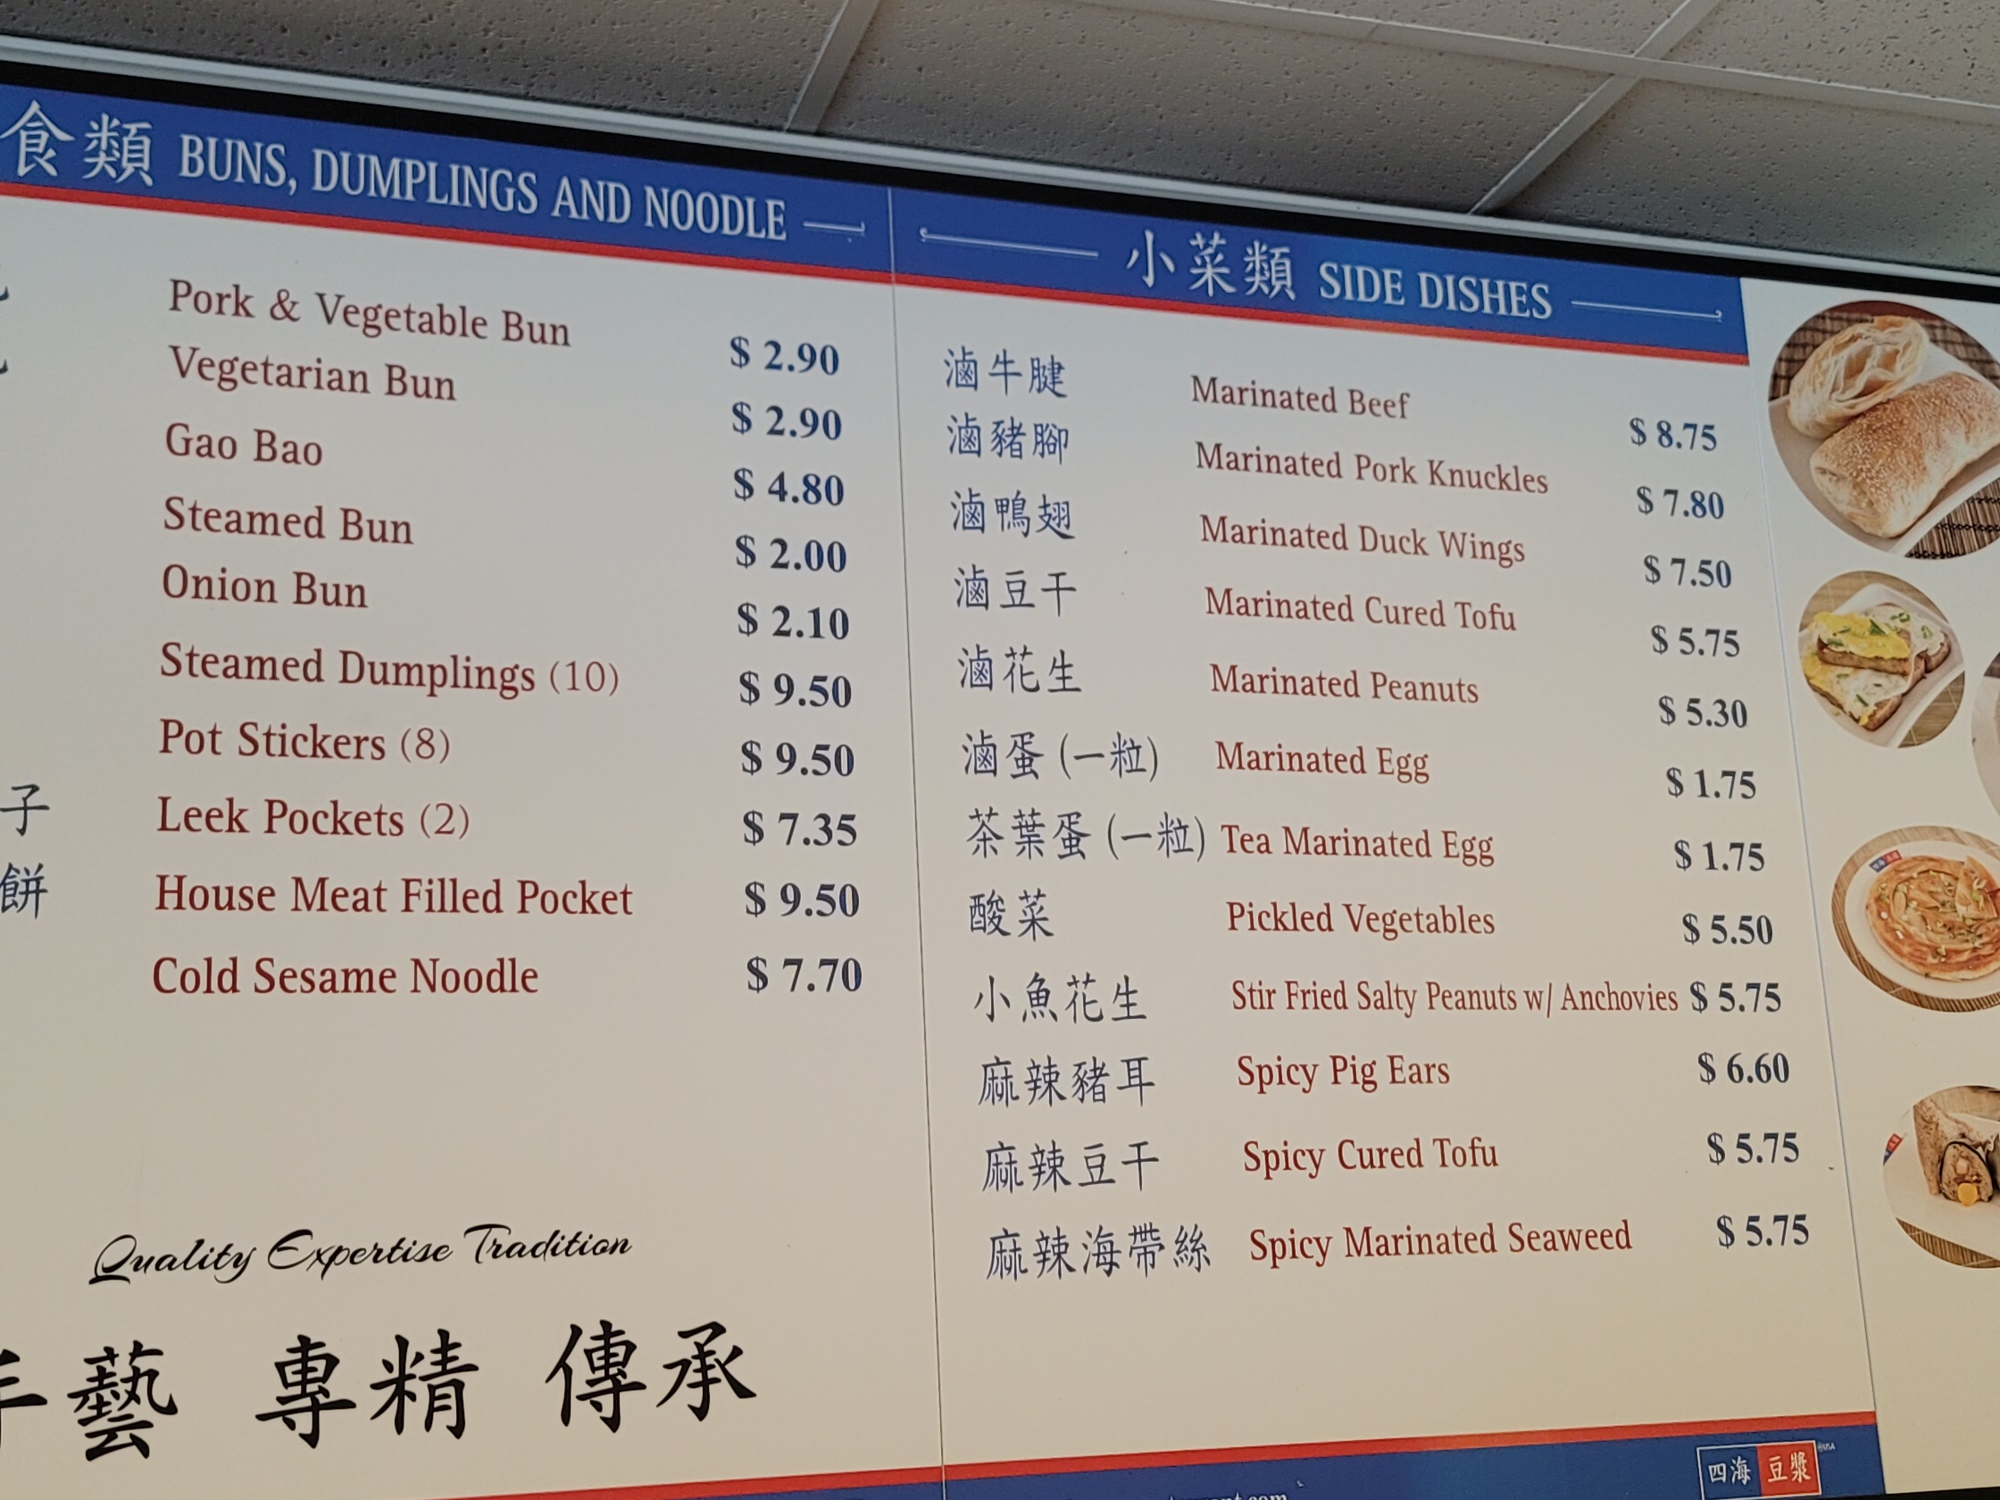 食類 BUNS, DUMPLINGS AND NOODLE
Pork & Vegetable Bun $ 2.90
Vegetarian Bun $ 2.90
Gao Bao $ 4.80
Steamed Bun $ 2.00
Onion Bun $ 2.10
Steamed Dumplings (10) $ 9.50
Pot Stickers (8) $ 9.50
子 Leek Pockets (2) $ 7.35
餅 House Meat Filled Pocket $ 9.50
Cold Sesame Noodle $ 7.70
Quality Expertise Tradition
手藝 專精 傳承
小菜類 SIDE DISHES
滷牛腱 Marinated Beef $ 8.75
滷豬腳 Marinated Pork Knuckles $ 7.80
滷鴨翅 Marinated Duck Wings $ 7.50
滷豆干 Marinated Cured Tofu $ 5.75
滷花生 Marinated Peanuts $ 5.30
滷蛋 (一粒) Marinated Egg $ 1.75
茶葉蛋 (一粒) Tea Marinated Egg $ 1.75
酸菜 Pickled Vegetables $ 5.50
小魚花生 Stir Fried Salty Peanuts w/ Anchovies $ 5.75
麻辣豬耳 Spicy Pig Ears $ 6.60
麻辣豆干 Spicy Cured Tofu $ 5.75
麻辣海帶絲 Spicy Marinated Seaweed $ 5.75
四海 豆漿